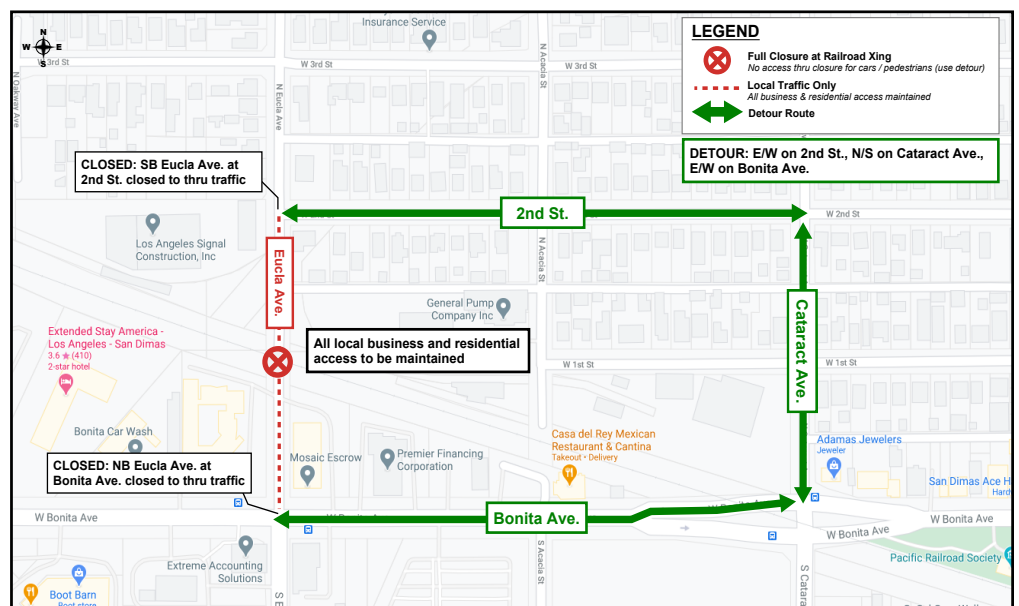 Insurance Service
N
W E
S
W 3rd St
W 3rd St
N Oakway Ave
N Eucla Ave
N Acacia St
LEGEND
Full Closure at Railroad Xing
No access thru closure for cars / pedestrians (use detour)
Local Traffic Only
All business & residential access maintained
Detour Route
DETOUR: E/W on 2nd St., N/S on Cataract Ave.,
E/W on Bonita Ave.
CLOSED: SB Eucla Ave. at
2nd St. closed to thru traffic
2nd St.
W 2nd St
Los Angeles Signal
Construction, Inc
Eucla Ave.
N Acacia St
Cataract Ave.
General Pump
Company Inc
Extended Stay America -
Los Angeles - San Dimas
3.6 ★ (410)
2-star hotel
All local business and residential
access to be maintained
W 1st St
W 1st St
Bonita Car Wash
Mosaic Escrow
Premier Financing
Corporation
Casa del Rey Mexican
Restaurant & Cantina
Takeout • Delivery
Adamas Jewelers
Jeweler
San Dimas Ace H
Hard
CLOSED: NB Eucla Ave. at
Bonita Ave. closed to thru traffic
W Bonita Ave
W Bonita Ave
Bonita Ave.
W Bonita Ave
W Bonita Ave
W Bonita Ave
S Acacia St
Extreme Accounting
Solutions
Pacific Railroad Society
Boot Barn
Boot store
S E
S Catara